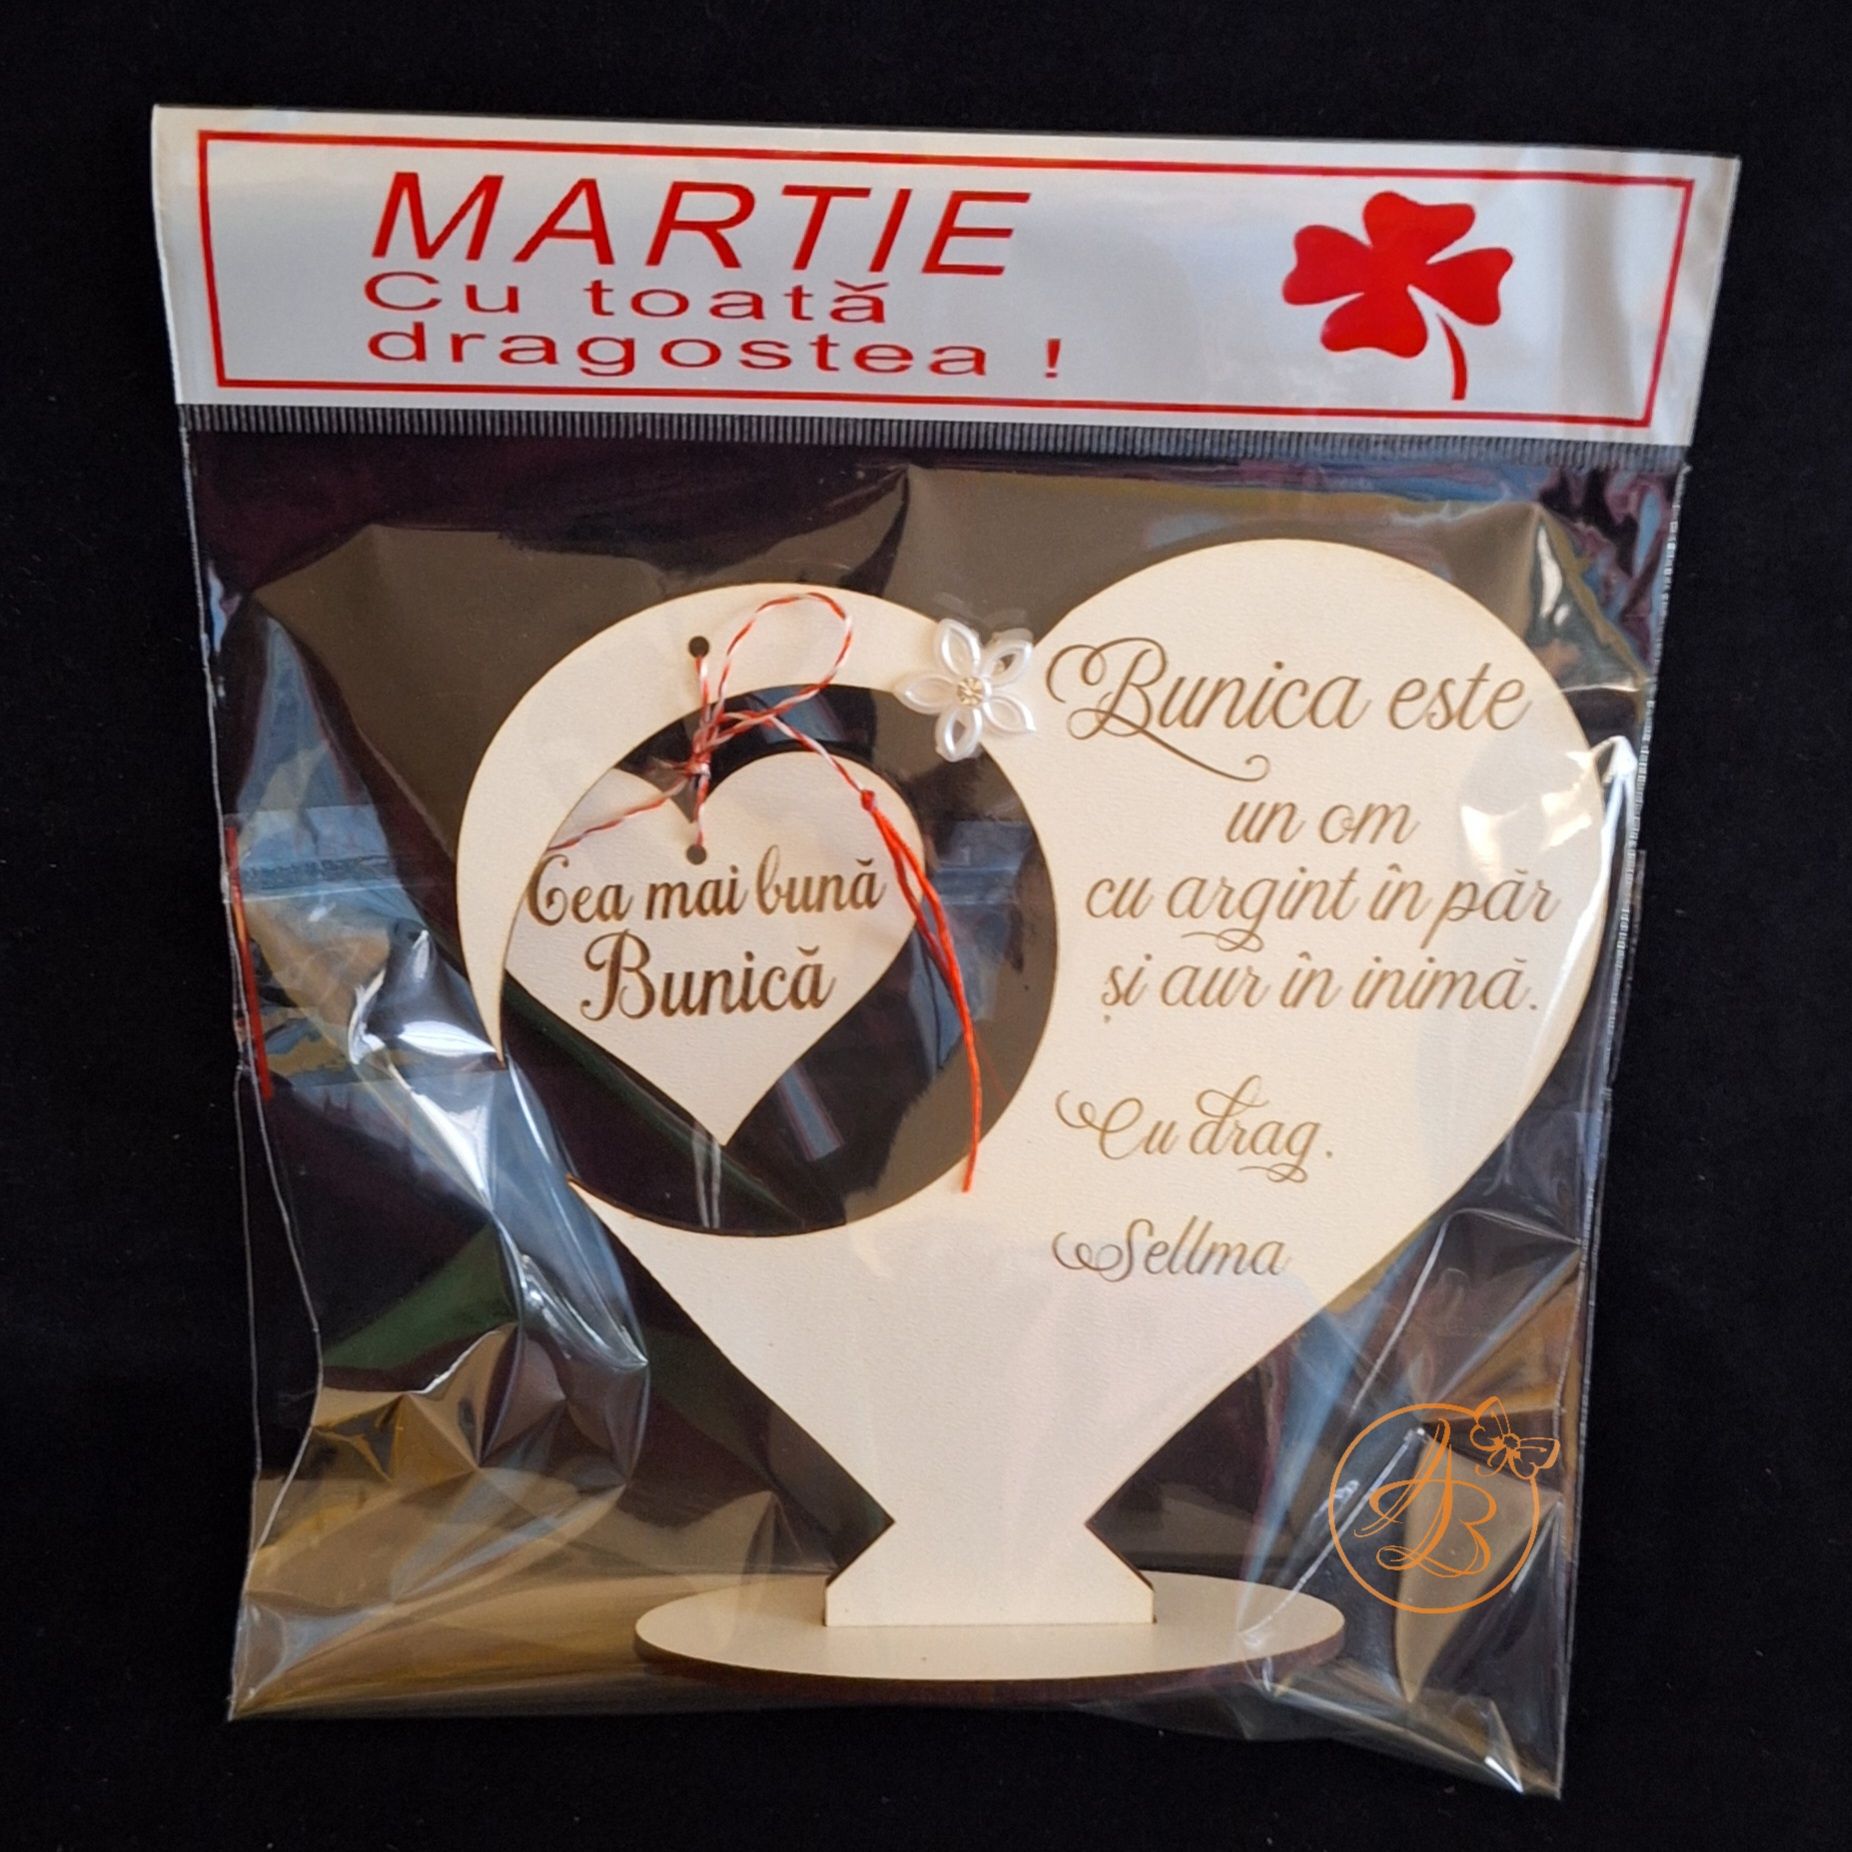 MARTIE
Cu toată
dragostea !
Cea mai bună
Bunică
Bunica este
un om
cu argint în păr
și aur în inimă.
Cu drag.
Sellma
AB